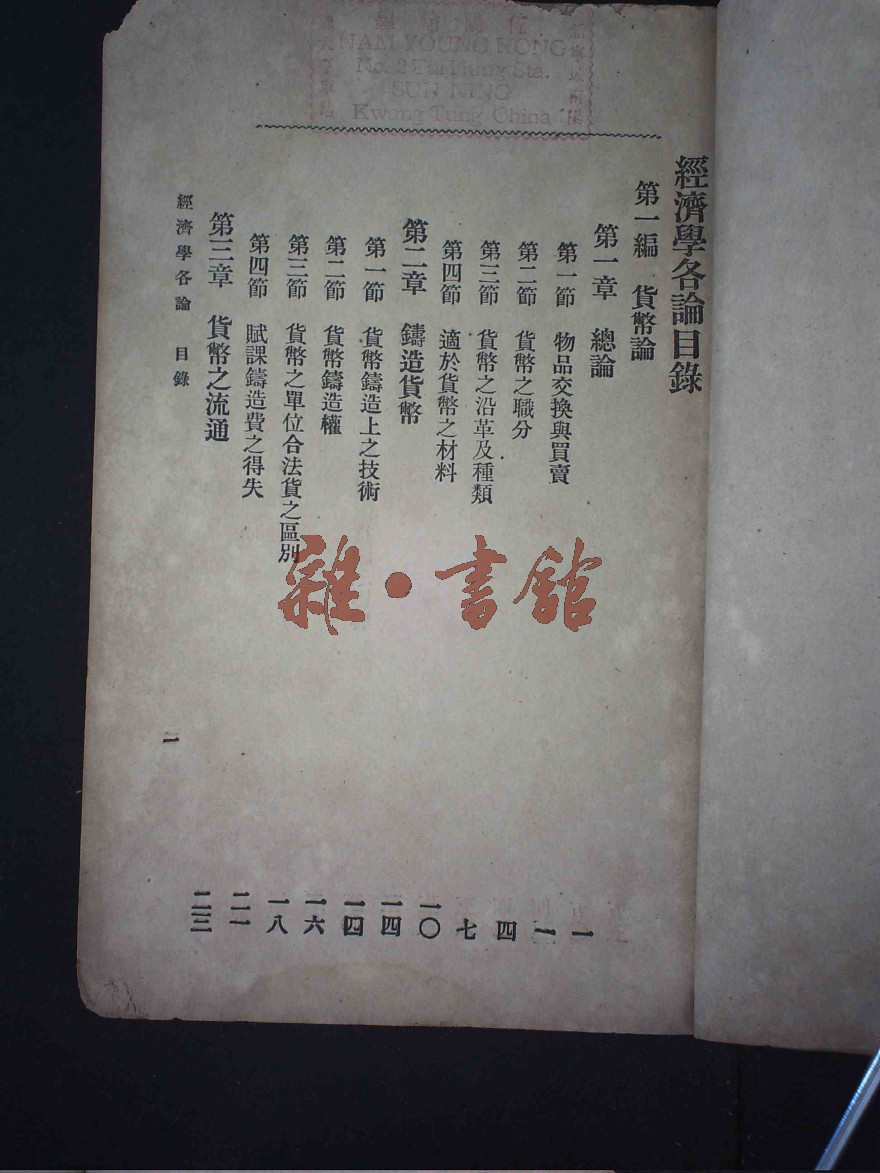 經濟學各論目錄
第一編 貨幣論
第一章 總論 一
第一節 物品交換與買賣 一
第二節 貨幣之職分 四
第三節 貨幣之沿革及種類 七
第四節 適於貨幣之材料 一〇
第二章 鑄造貨幣 一四
第一節 貨幣鑄造上之技術 一四
第二節 貨幣鑄造權 一六
第三節 貨幣之單位合法貨之區別 一八
第四節 賦課鑄造費之得失 二一
第三章 貨幣之流通 二三
經濟學各論 目錄 一
NAM YOUNG HONG
No. 2 Tai Hung Sta.
SUN NING
Kwong Tung China
雜·書館